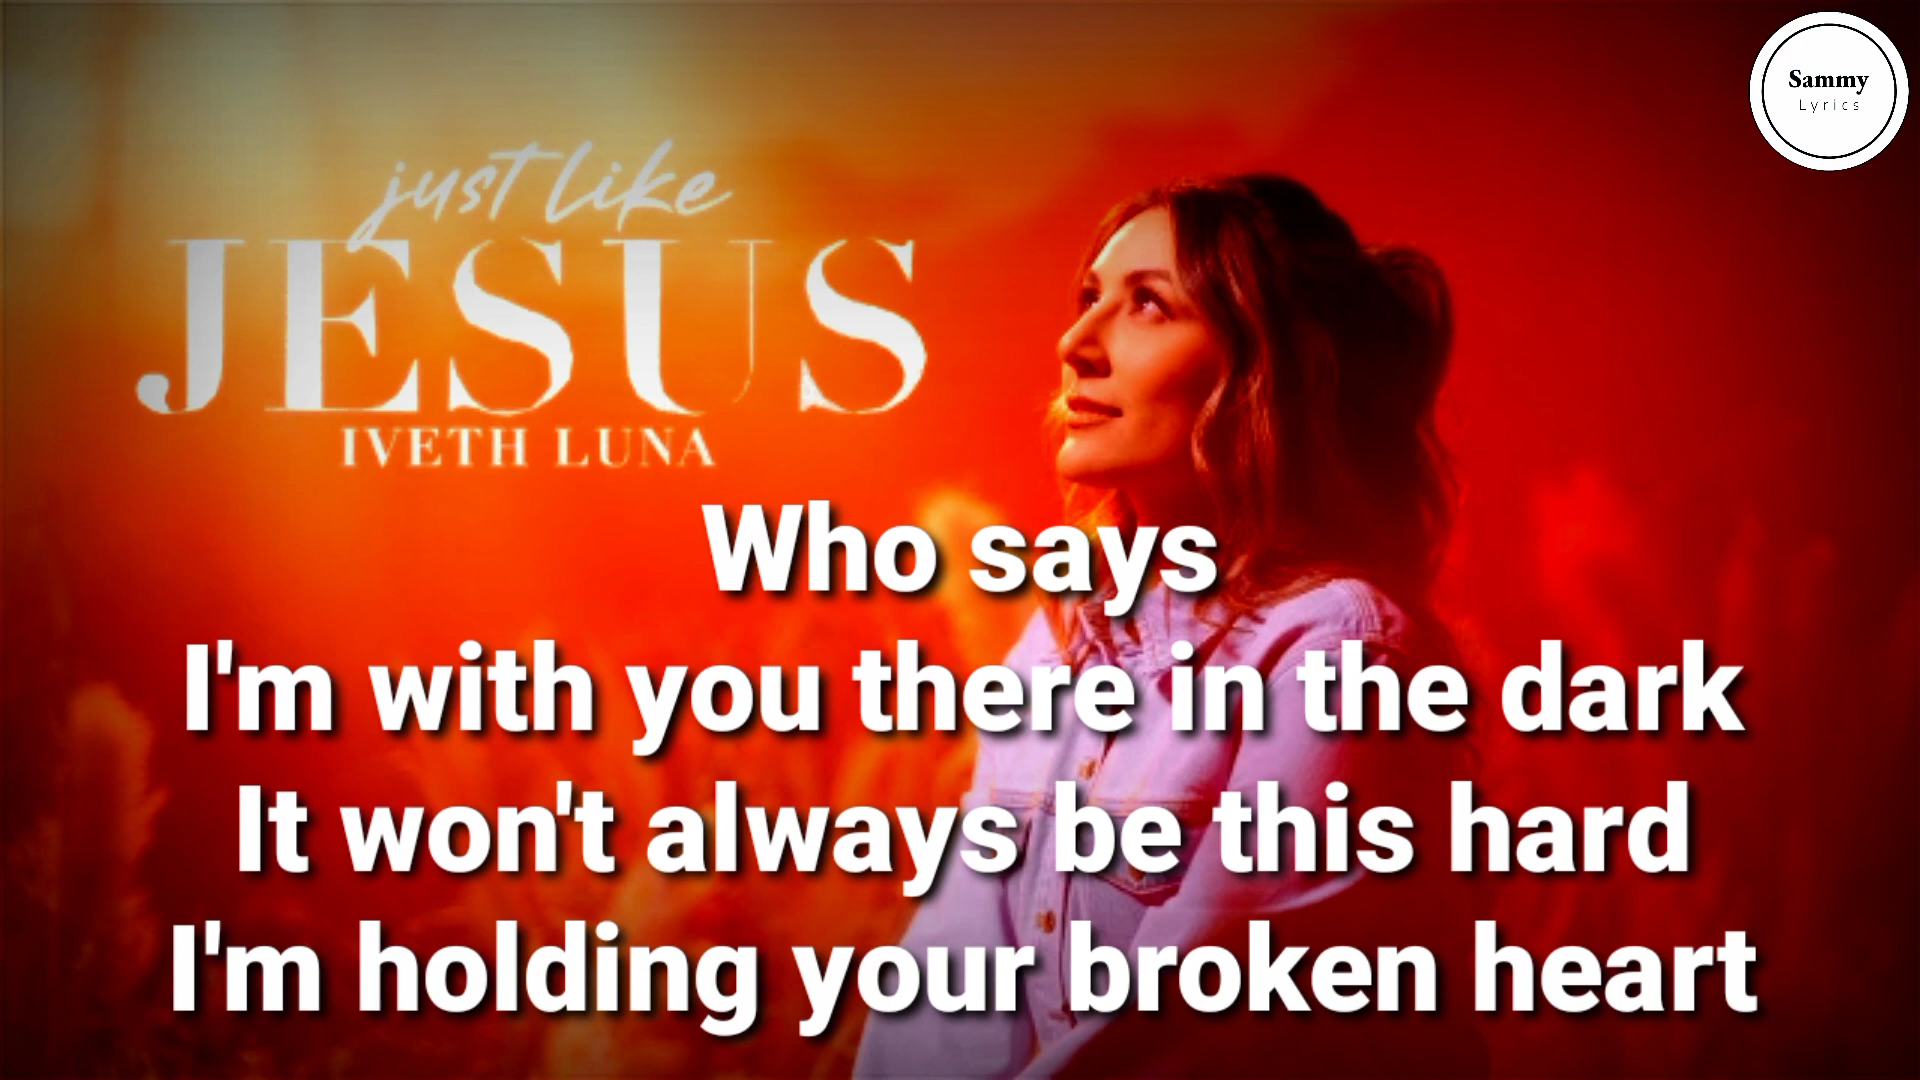 Sammy
Lyrics
just like
JESUS
IVETH LUNA
Who says
I'm with you there in the dark
It won't always be this hard
I'm holding your broken heart